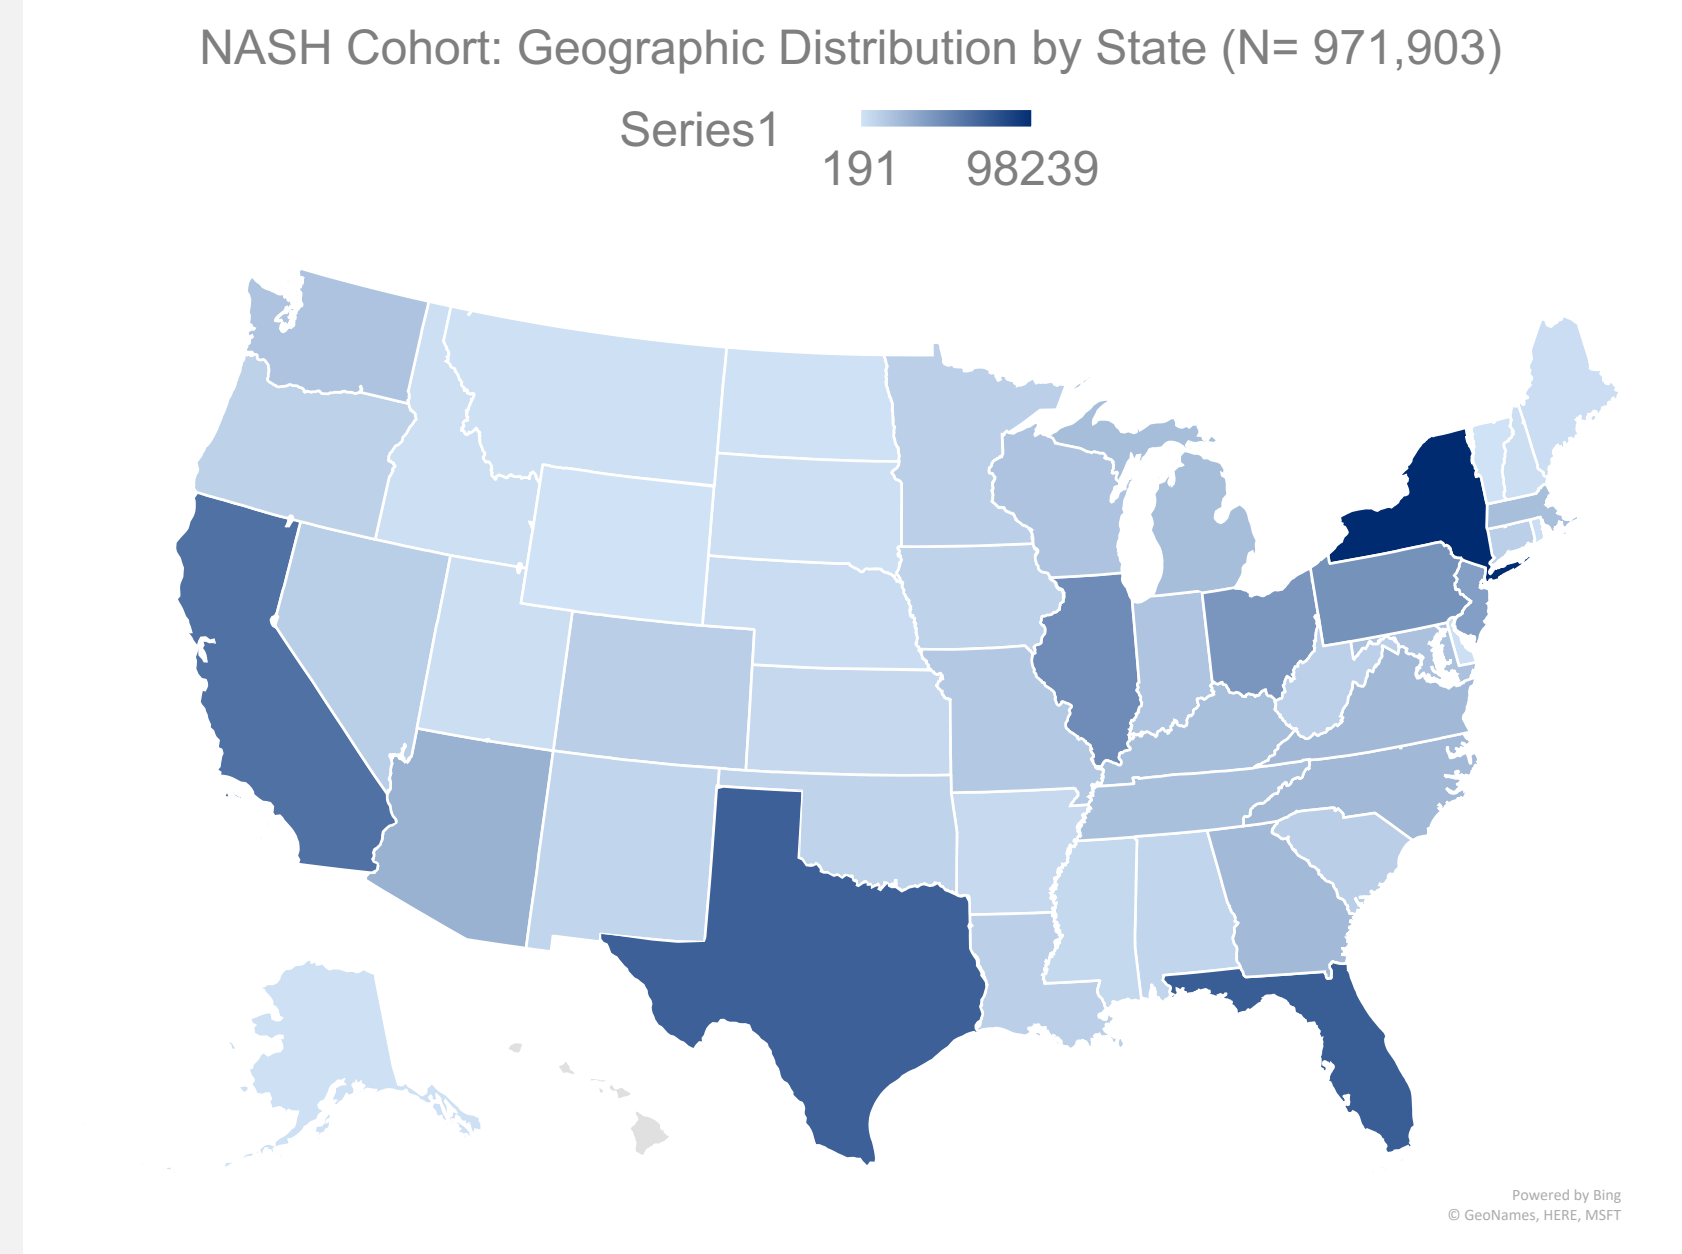 NASH Cohort: Geographic Distribution by State (N= 971,903)
Series1
191 98239
Powered by Bing
© GeoNames, HERE, MSFT